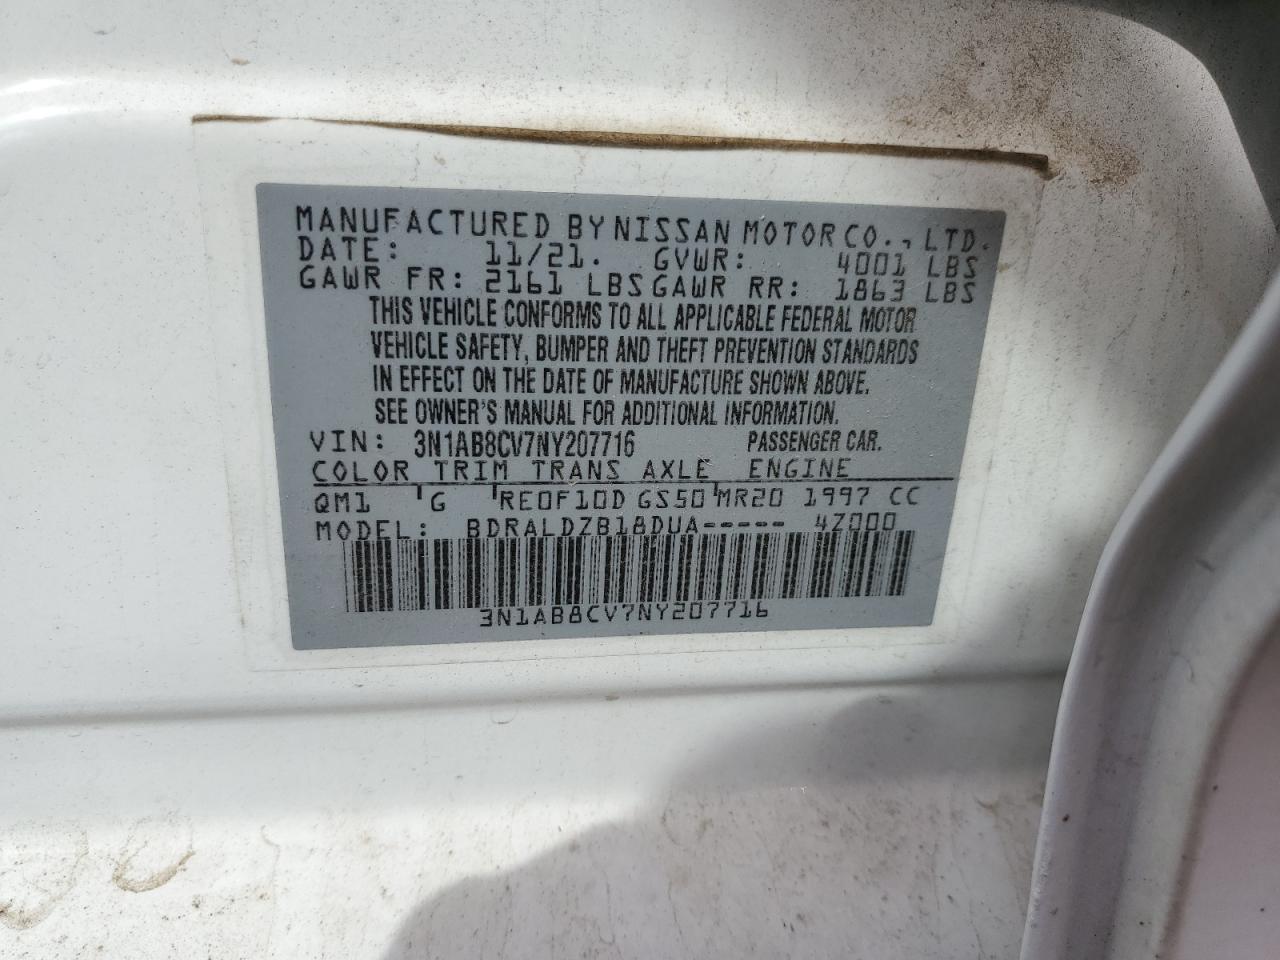 MANUFACTURED BY NISSAN MOTOR CO., LTD.
DATE: 11/21. GVWR: 4001 LBS
GAWR FR: 2161 LBS GAWR RR: 1863 LBS
THIS VEHICLE CONFORMS TO ALL APPLICABLE FEDERAL MOTOR
VEHICLE SAFETY, BUMPER AND THEFT PREVENTION STANDARDS
IN EFFECT ON THE DATE OF MANUFACTURE SHOWN ABOVE.
SEE OWNER'S MANUAL FOR ADDITIONAL INFORMATION.
VIN: 3N1AB8CV7NY207716 PASSENGER CAR.
COLOR TRIM TRANS AXLE ENGINE
QM1 G RE0F10D GS50 MR20 1997 CC
MODEL: BDRALDZB18DUA----- 4Z000
3N1AB8CV7NY207716